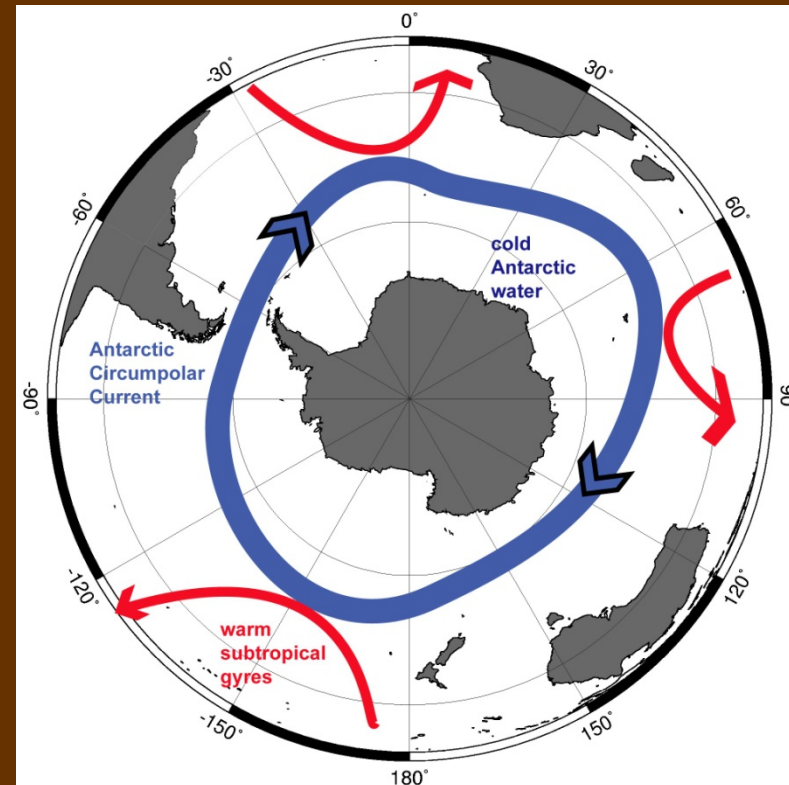 0˚
-30˚
30˚
-60˚
60˚
cold
Antarctic
water
Antarctic
Circumpolar
Current
-90˚
90
-120˚
120˚
warm
subtropical
gyres
-150˚
150˚
180˚